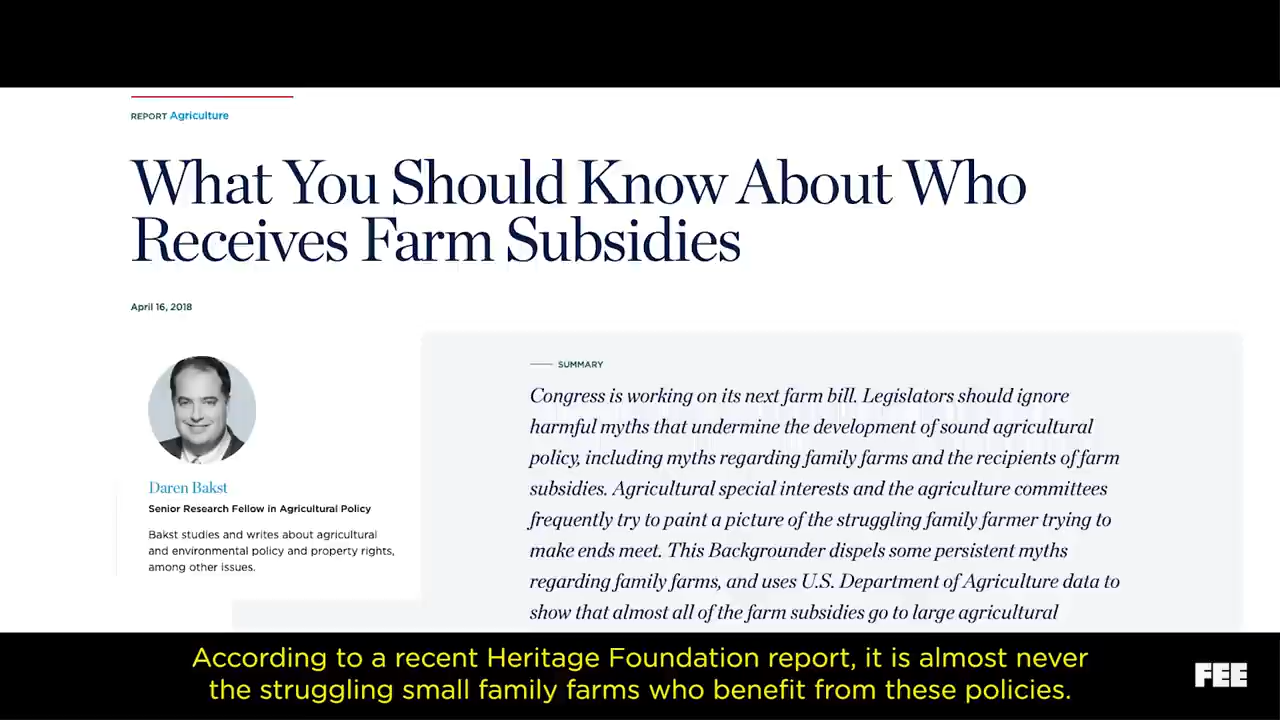 REPORT Agriculture
What You Should Know About Who
Receives Farm Subsidies
April 16, 2018
Daren Bakst
Senior Research Fellow in Agricultural Policy
Bakst studies and writes about agricultural
and environmental policy and property rights,
among other issues.
SUMMARY
Congress is working on its next farm bill. Legislators should ignore
harmful myths that undermine the development of sound agricultural
policy, including myths regarding family farms and the recipients of farm
subsidies. Agricultural special interests and the agriculture committees
frequently try to paint a picture of the struggling family farmer trying to
make ends meet. This Backgrounder dispels some persistent myths
regarding family farms, and uses U.S. Department of Agriculture data to
show that almost all of the farm subsidies go to large agricultural
According to a recent Heritage Foundation report, it is almost never
the struggling small family farms who benefit from these policies.
FEE